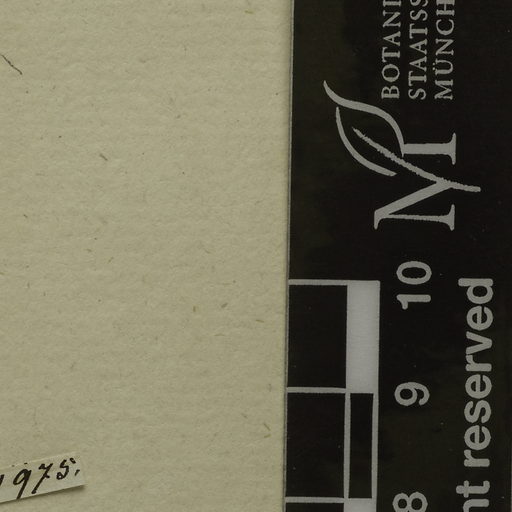 BOTANI
STAATSS
MÜNCH
M
10
9
8
nt reserved
1975.